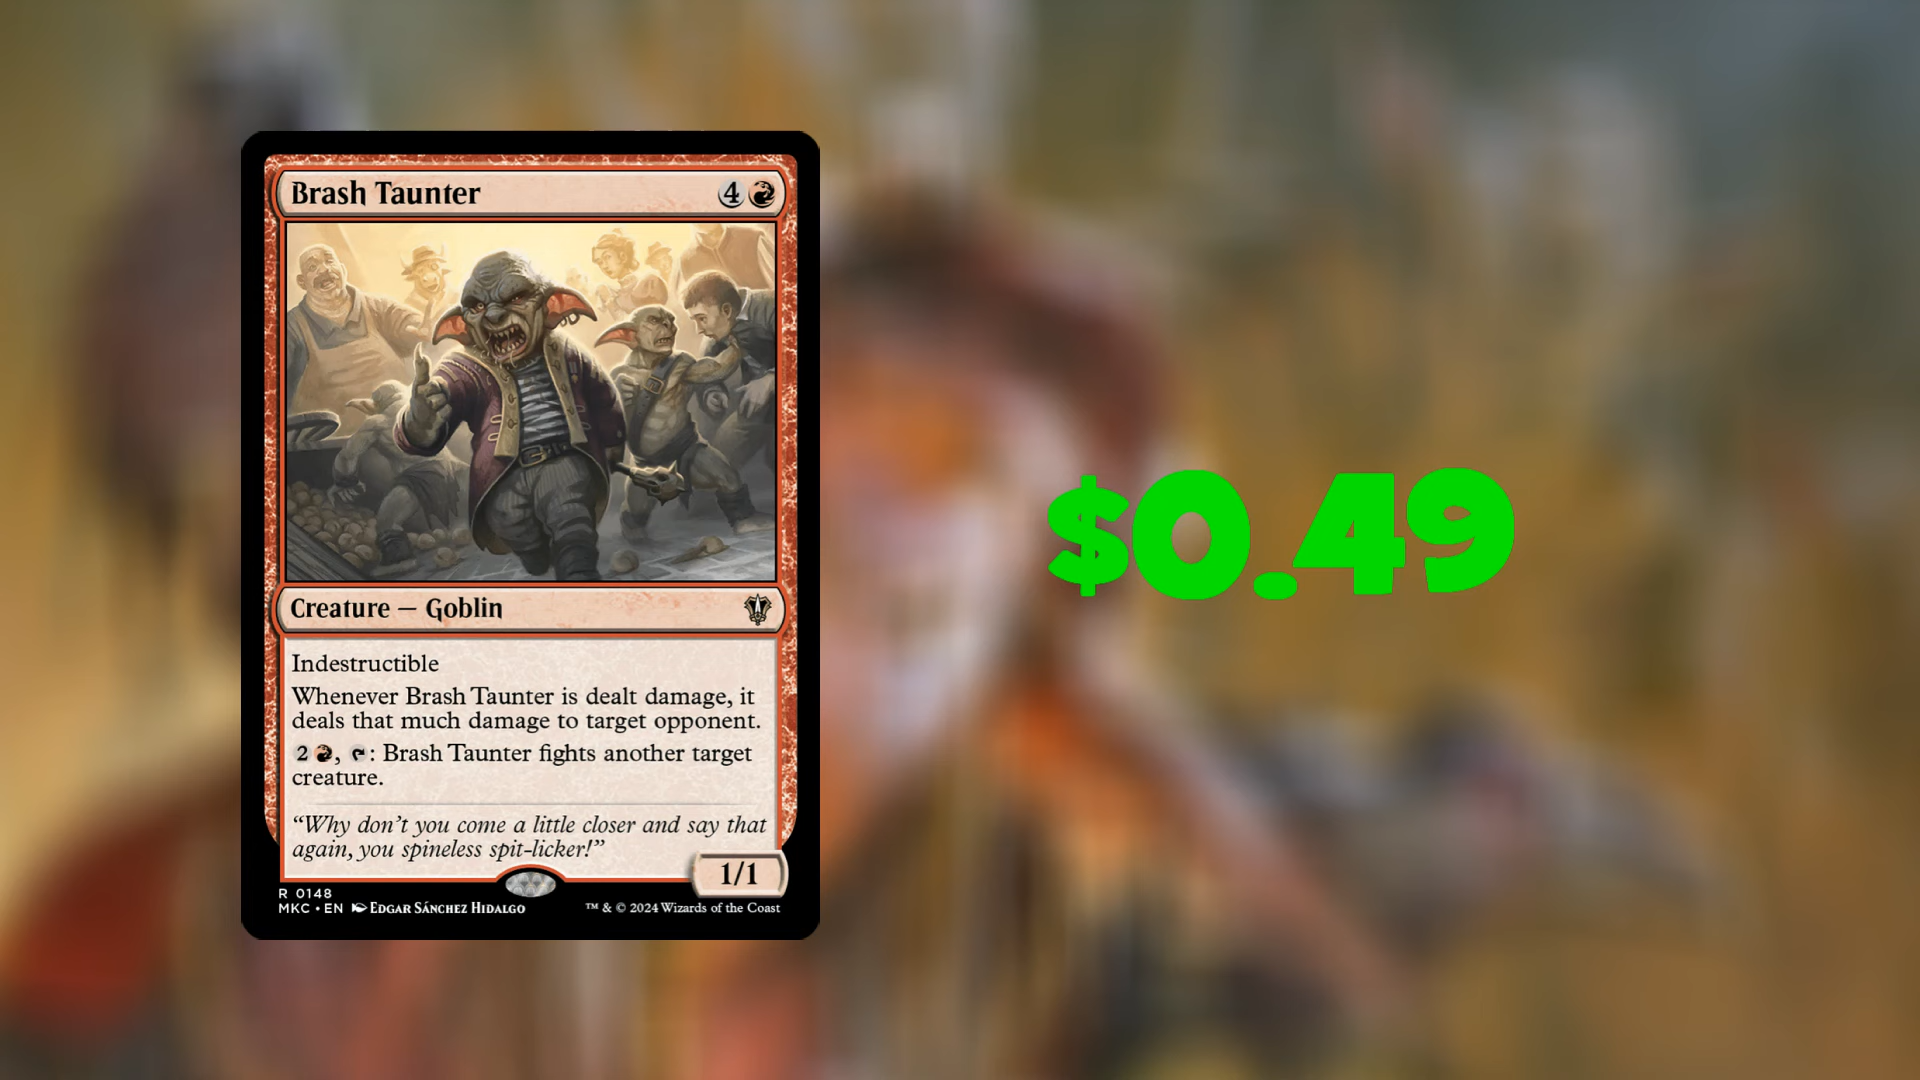 Brash Taunter 4
Creature — Goblin
Indestructible
Whenever Brash Taunter is dealt damage, it
deals that much damage to target opponent.
2, : Brash Taunter fights another target
creature.
“Why don’t you come a little closer and say that
again, you spineless spit-licker!”
1/1
R 0148
MKC • EN EDGAR SÁNCHEZ HIDALGO
™ & © 2024 Wizards of the Coast
$0.49